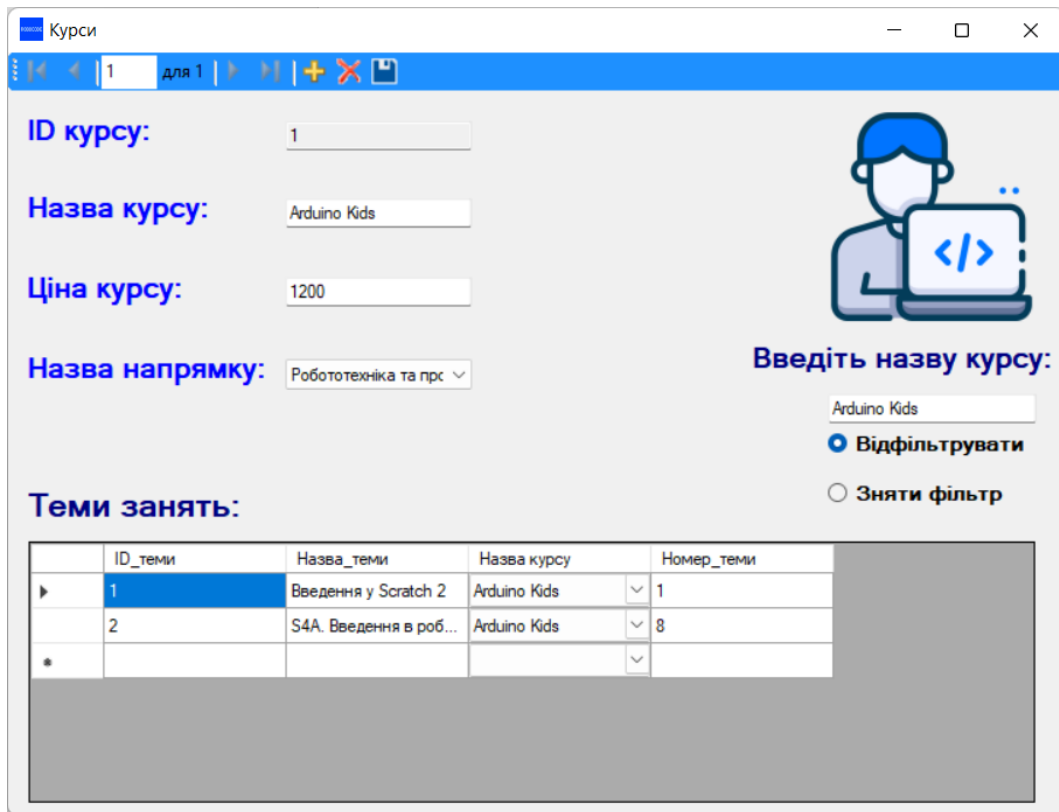 Курси
1 для 1
ID курсу: 1
Назва курсу: Arduino Kids
Ціна курсу: 1200
Назва напрямку: Робототехніка та прс
</>
Введіть назву курсу:
Arduino Kids
Відфільтрувати
Зняти фільтр
Теми занять:
ID_теми Назва_теми Назва курсу Номер_теми
1 Введення у Scratch 2 Arduino Kids 1
2 S4A. Введення в роб... Arduino Kids 8